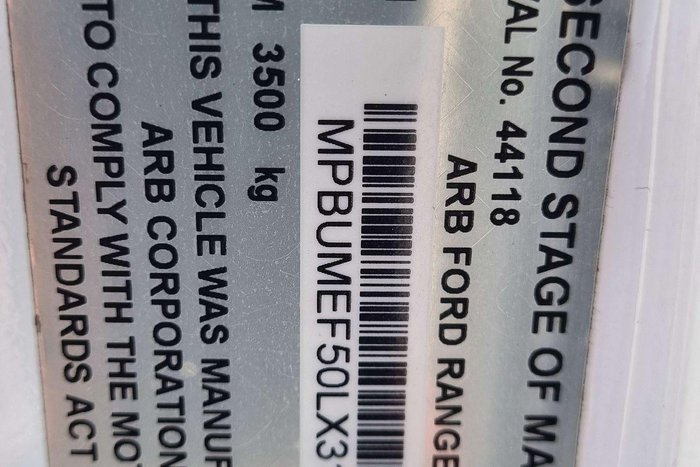 SECOND STAGE OF MA
VAL No. 44118
ARB FORD RANGE
MPBUMEF50LX3
M 3500 kg
THIS VEHICLE WAS MANUF
ARB CORPORATION
TO COMPLY WITH THE MO
STANDARDS ACT